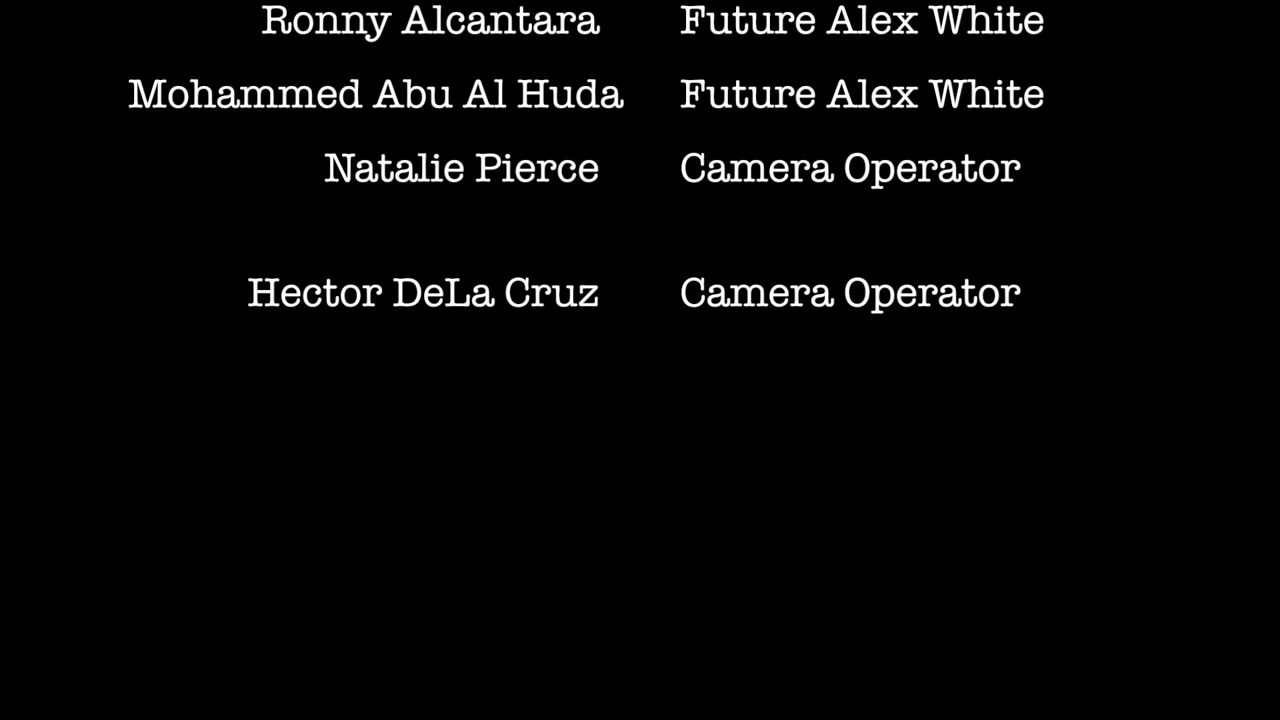 Ronny Alcantara Future Alex White
Mohammed Abu Al Huda Future Alex White
Natalie Pierce Camera Operator
Hector DeLa Cruz Camera Operator